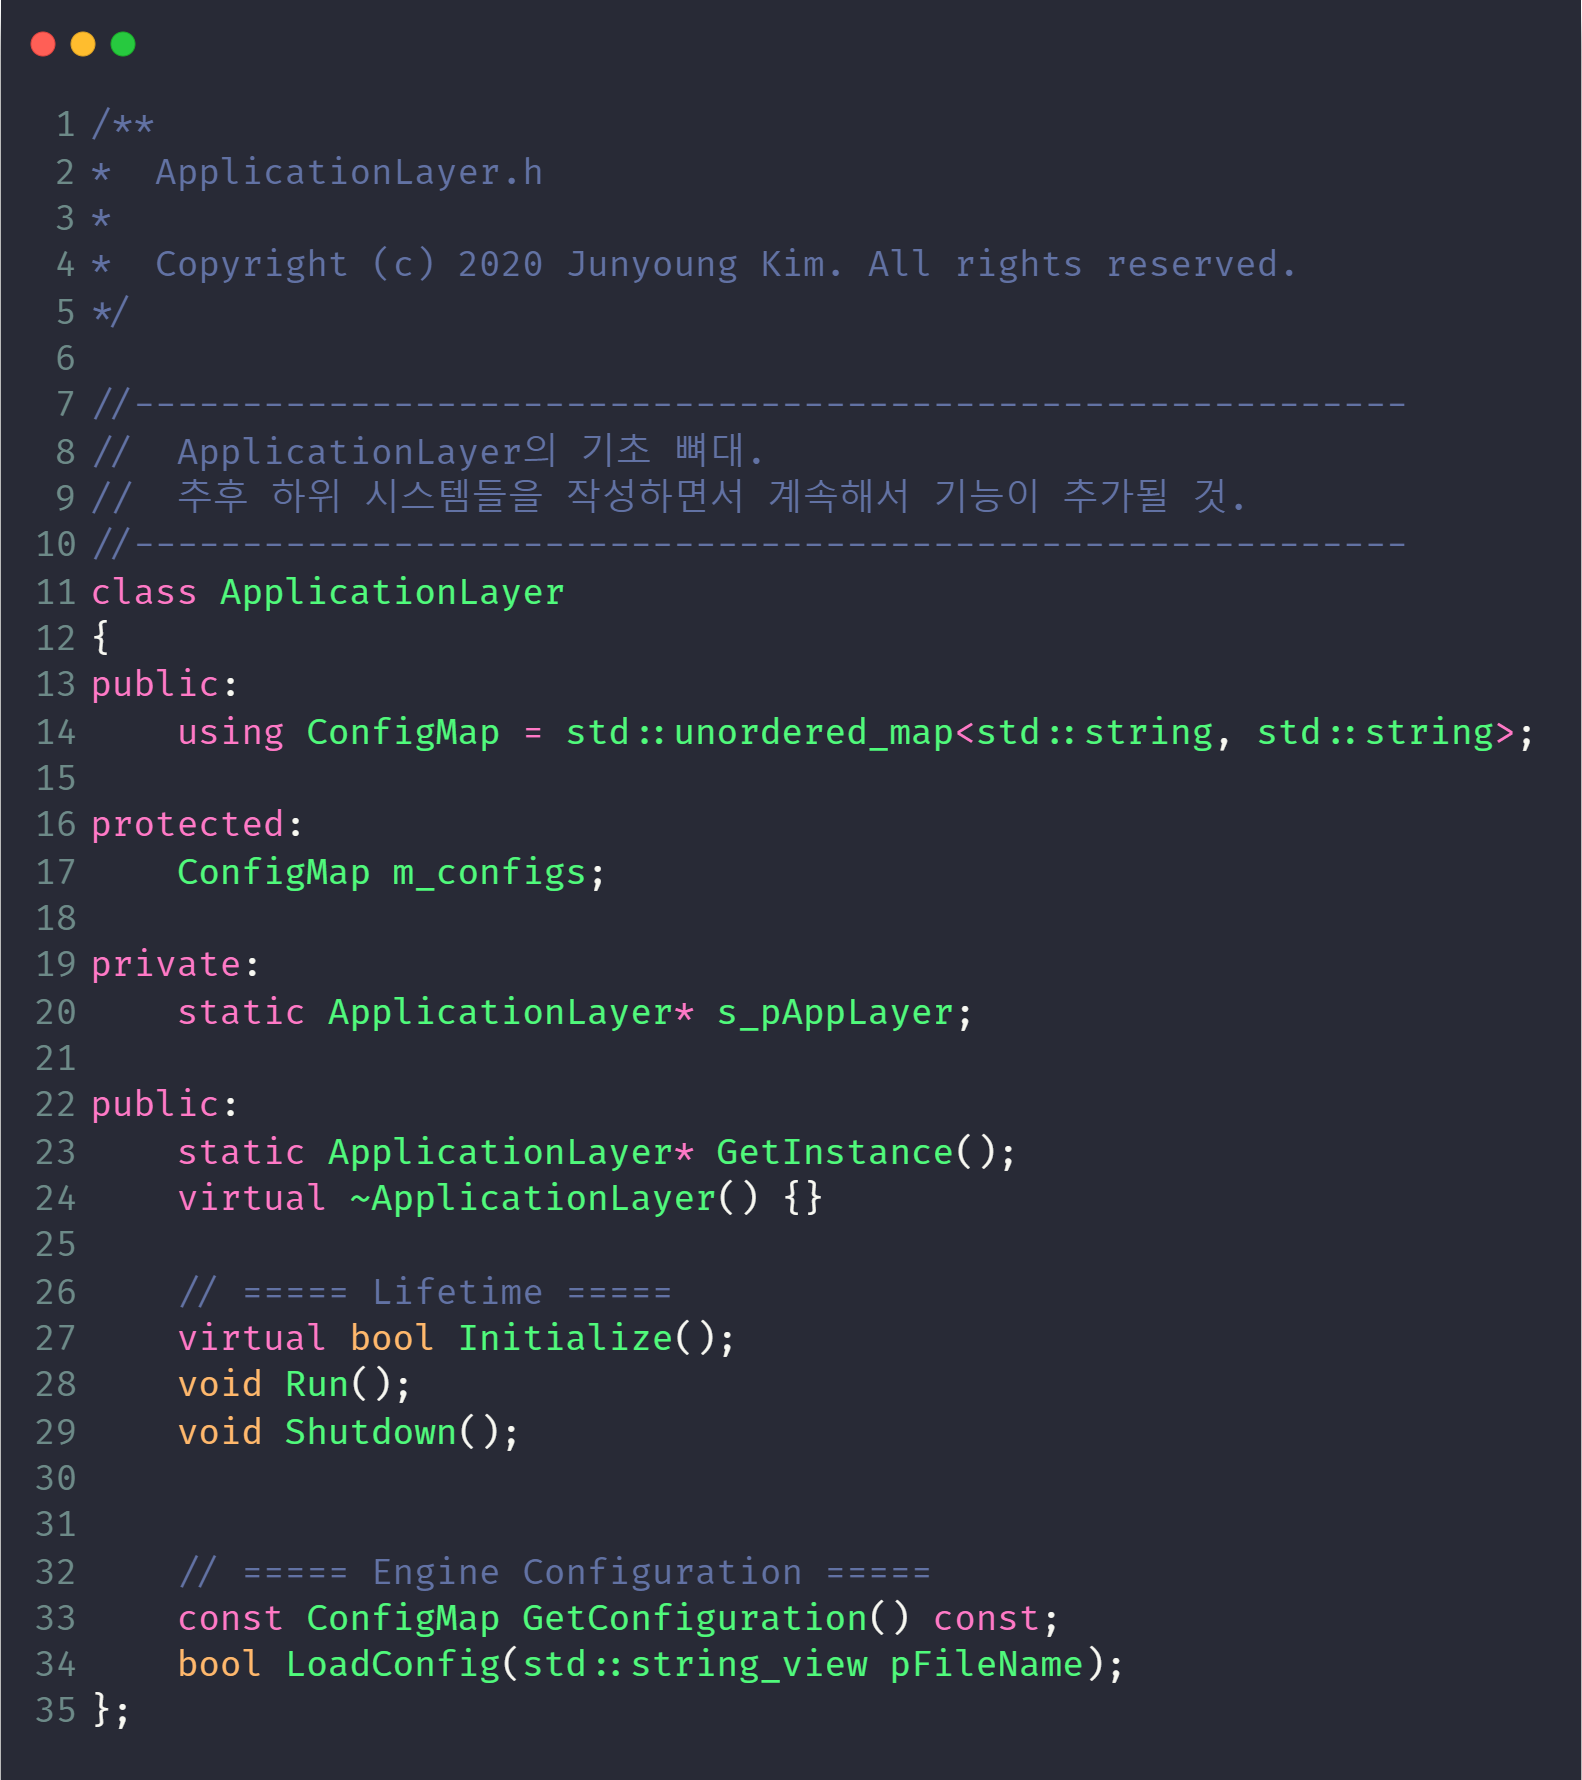 1 /**
2 *  ApplicationLayer.h
3 *
4 *  Copyright (c) 2020 Junyoung Kim. All rights reserved.
5 */
6
7 //-----------------------------------------------------------
8 //  ApplicationLayer의 기초 뼈대.
9 //  추후 하위 시스템들을 작성하면서 계속해서 기능이 추가될 것.
10 //-----------------------------------------------------------
11 class ApplicationLayer
12 {
13 public:
14     using ConfigMap = std::unordered_map<std::string, std::string>;
15
16 protected:
17     ConfigMap m_configs;
18
19 private:
20     static ApplicationLayer* s_pAppLayer;
21
22 public:
23     static ApplicationLayer* GetInstance();
24     virtual ~ApplicationLayer() {}
25
26     // ===== Lifetime =====
27     virtual bool Initialize();
28     void Run();
29     void Shutdown();
30
31
32     // ===== Engine Configuration =====
33     const ConfigMap GetConfiguration() const;
34     bool LoadConfig(std::string_view pFileName);
35 };